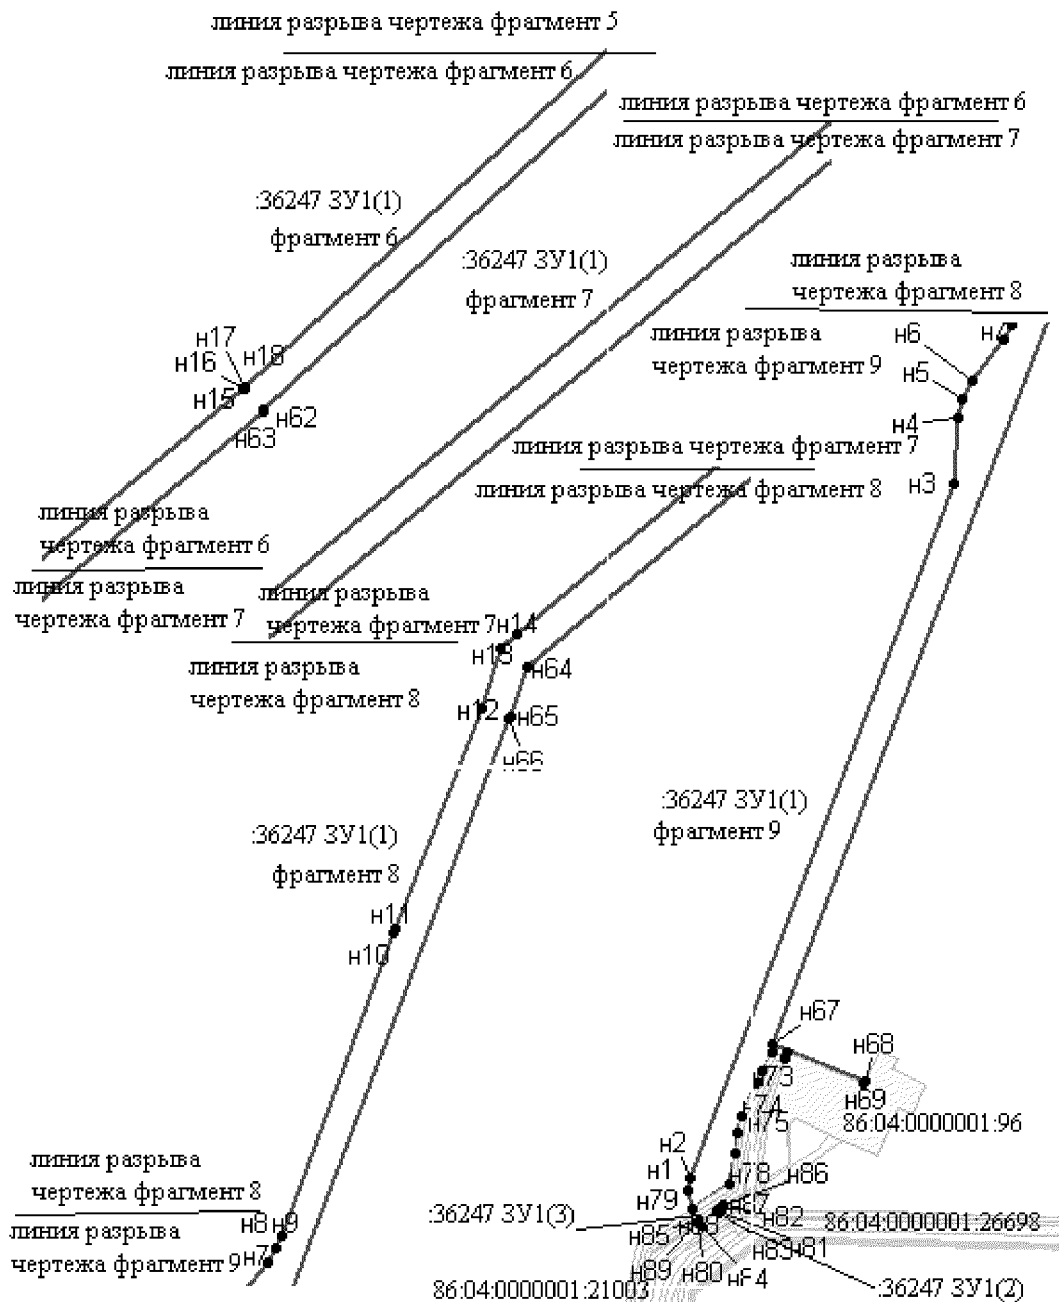 линия разрыва чертежа фрагмент 5
линия разрыва чертежа фрагмент 6
линия разрыва чертежа фрагмент 6
линия разрыва чертежа фрагмент 7
:36247 ЗУ1(1)
фрагмент 6
:36247 ЗУ1(1)
фрагмент 7
линия разрыва
чертежа фрагмент 8
линия разрыва
чертежа фрагмент 9
н17
н18
н16
н15
н62
н63
н6
н5
н4
н3
линия разрыва чертежа фрагмент 7
линия разрыва чертежа фрагмент 8
линия разрыва
чертежа фрагмент 6
линия разрыва
чертежа фрагмент 7
линия разрыва
чертежа фрагмент 7
линия разрыва
чертежа фрагмент 8
н14
н13
н64
н12
н65
н66
:36247 ЗУ1(1)
фрагмент 8
:36247 ЗУ1(1)
фрагмент 9
н11
н10
н67
н68
н69
н73
н74
н75
86:04:0000001:96
н2
н1
н78
н86
н79
линия разрыва
чертежа фрагмент 8
линия разрыва
чертежа фрагмент 9
н8
н9
н7
:36247 ЗУ1(3)
н85
н82
86:04:0000001:26698
н83
н81
н89
н80
:36247 ЗУ1(2)
86:04:0000001:21003